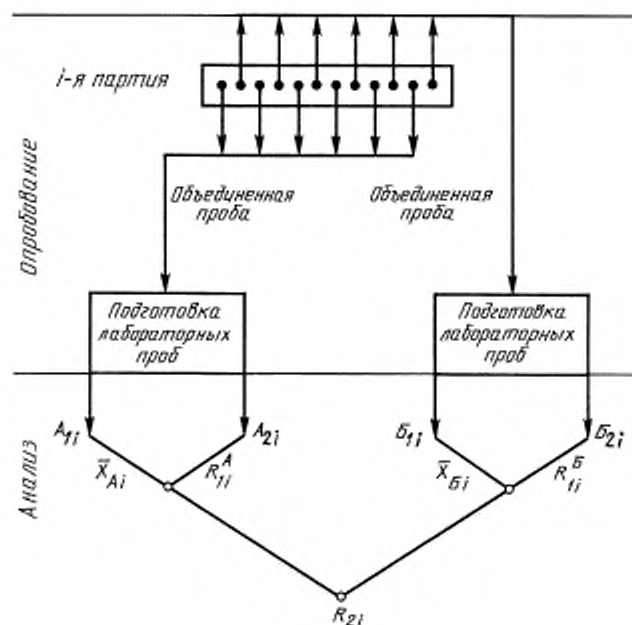 i-я партия
Опробование
Объединенная
проба
Объединенная
проба
Подготовка
лабораторных
проб
Подготовка
лабораторных
проб
Анализ
A₁ᵢ
A₂ᵢ
Б₁ᵢ
Б₂ᵢ
X̅Aᵢ
R₁ᵢᴬ
X̅Бᵢ
R₁ᵢБ
R₂ᵢ